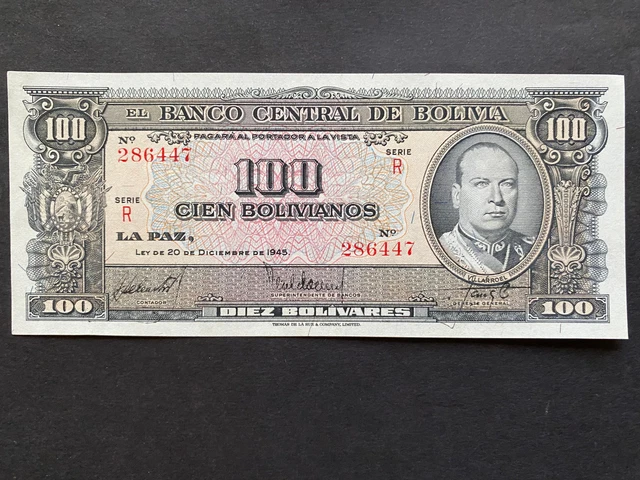 EL BANCO CENTRAL DE BOLIVIA
100
100
PAGARÁ AL PORTADOR A LA VISTA
Nº
286447
SERIE
R
100
SERIE
R
CIEN BOLIVIANOS
LA PAZ,
Nº
286447
LEY DE 20 DE DICIEMBRE DE 1945.
VILLARROEL
CONTADOR
SUPERINTENDENTE DE BANCOS
GERENTE GENERAL
100
DIEZ BOLÍVARES
100
THOMAS DE LA RUE & COMPANY, LIMITED.